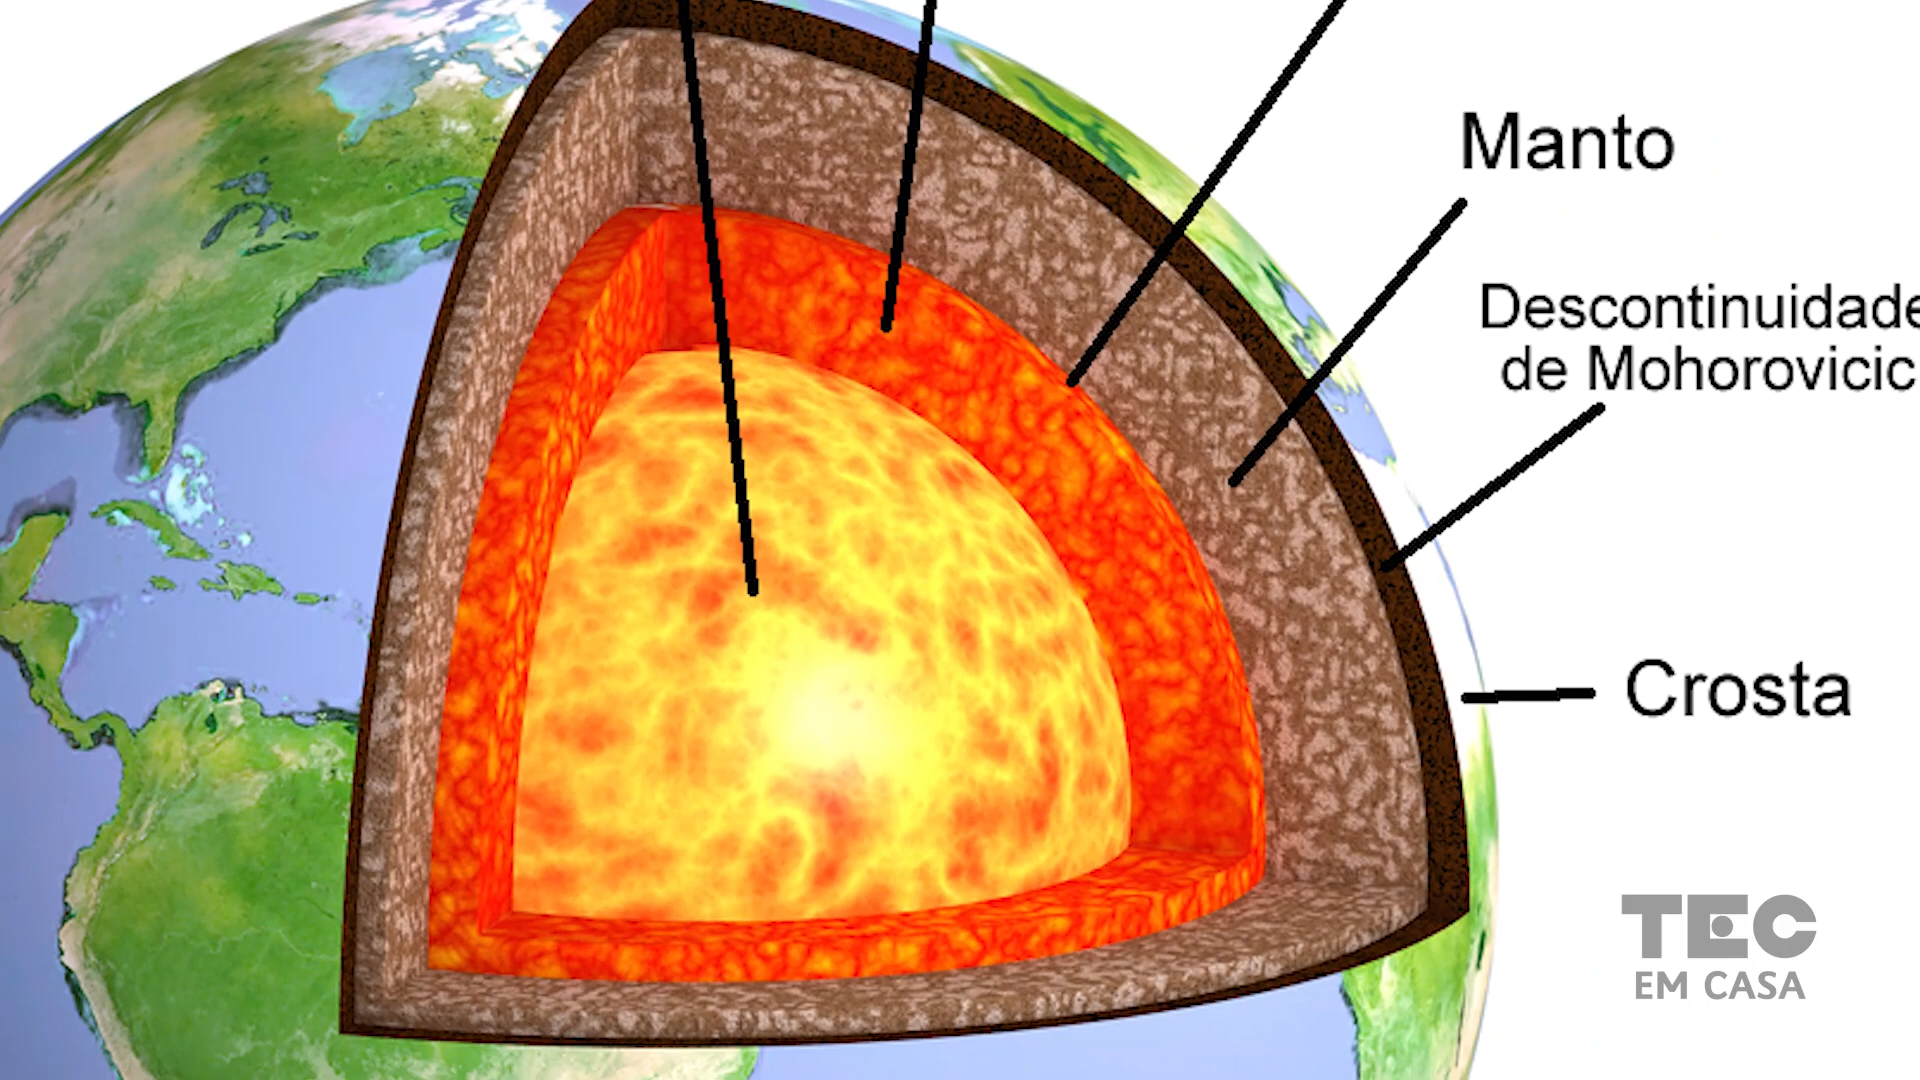 Manto
Descontinuidade
de Mohorovicic
Crosta
TEC
EM CASA